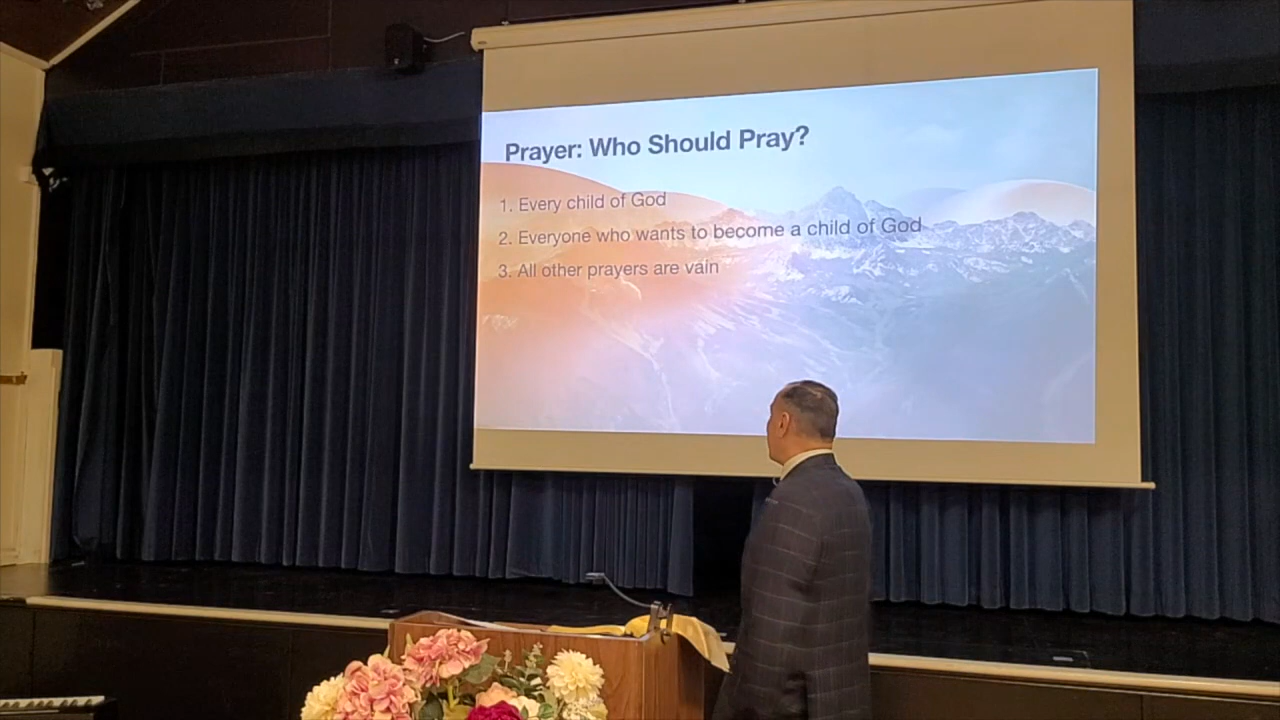 Prayer: Who Should Pray?
1. Every child of God
2. Everyone who wants to become a child of God
3. All other prayers are vain